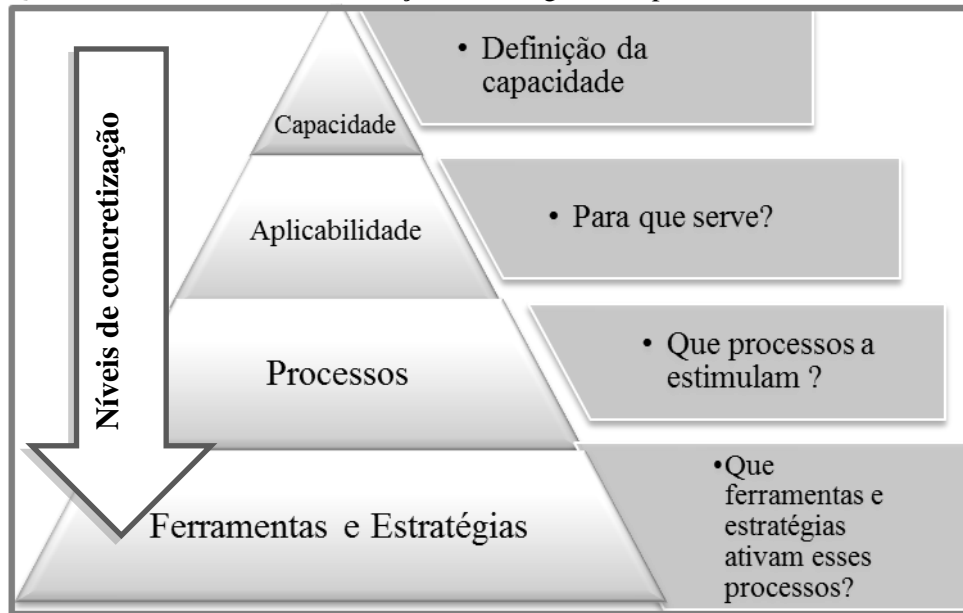 • Definição da
capacidade
Capacidade
Níveis de concretização
Aplicabilidade
• Para que serve?
Processos
• Que processos a
estimulam ?
Ferramentas e Estratégias
•Que
ferramentas e
estratégias
ativam esses
processos?